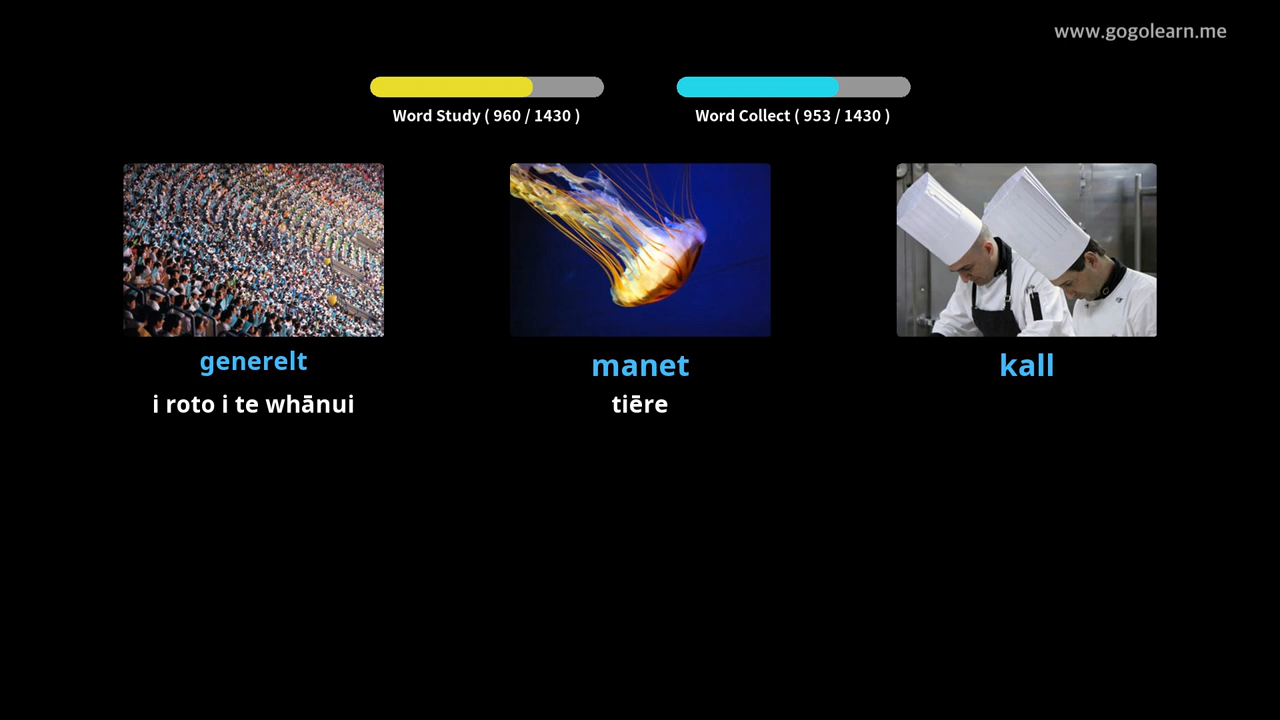 www.gogolearn.me
Word Study ( 960 / 1430 )
Word Collect ( 953 / 1430 )
generelt
i roto i te whānui
manet
tiēre
kall